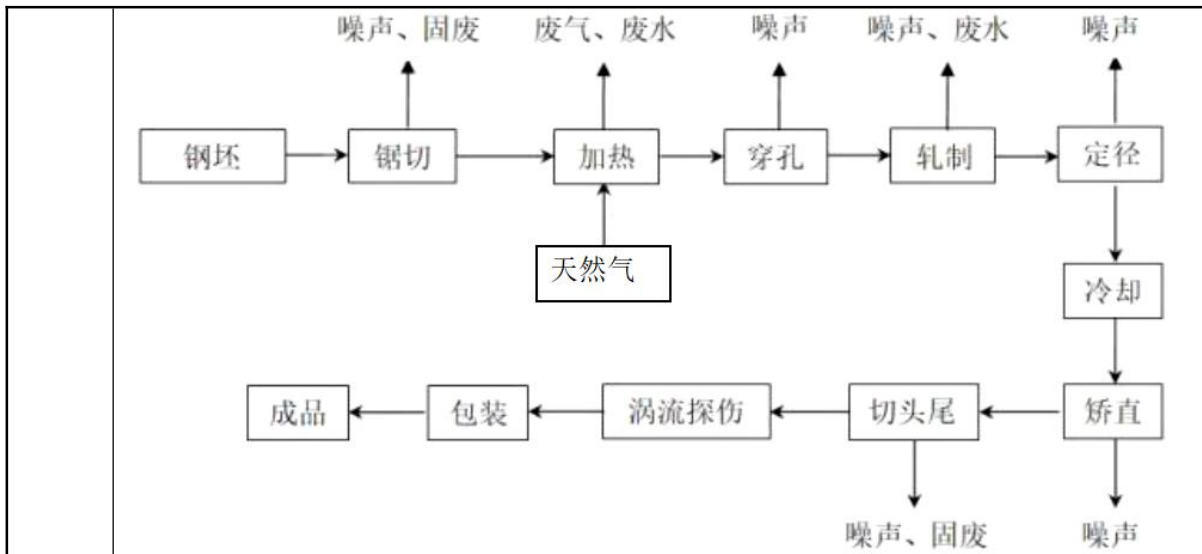 噪声、固废 废气、废水 噪声 噪声、废水 噪声
钢坯 锯切 加热 穿孔 轧制 定径
天然气
冷却
成品 包装 涡流探伤 切头尾 矫直
噪声、固废 噪声